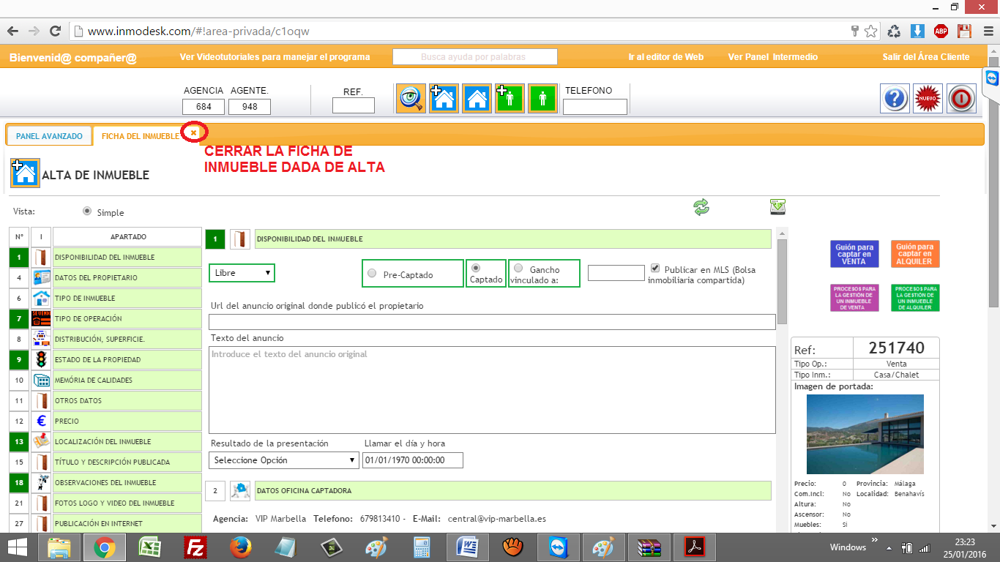 www.inmodesk.com/#!area-privada/c1oqw
ABP
Bienvenid@ compañer@
Ver Videotutoriales para manejar el programa
Busca ayuda por palabras
Ir al editor de Web
Ver Panel Intermedio
Salir del Área Cliente
AGENCIA AGENTE.
684 948
REF.
TELEFONO
NUEVO
PANEL AVANZADO
FICHA DEL INMUEBLE
CERRAR LA FICHA DE
INMUEBLE DADA DE ALTA
ALTA DE INMUEBLE
Vista:
Simple
Nº I APARTADO
1 DISPONIBILIDAD DEL INMUEBLE
4 DATOS DEL PROPIETARIO
6 TIPO DE INMUEBLE
7 SE VENDE TIPO DE OPERACIÓN
8 DISTRIBUCIÓN, SUPERFICIE.
9 ESTADO DE LA PROPIEDAD
10 MEMÓRIA DE CALIDADES
11 OTROS DATOS
12 € PRECIO
13 LOCALIZACIÓN DEL INMUEBLE
15 TÍTULO Y DESCRIPCIÓN PUBLICADA
18 OBSERVACIONES DEL INMUEBLE
21 FOTOS LOGO Y VIDEO DEL INMUEBLE
27 PUBLICACIÓN EN INTERNET
1 DISPONIBILIDAD DEL INMUEBLE
Libre
Pre-Captado
Captado
Gancho
vinculado a:
Publicar en MLS (Bolsa
inmobiliaria compartida)
Url del anuncio original donde publicó el propietario
Texto del anuncio
Introduce el texto del anuncio original
Resultado de la presentación
Llamar el día y hora
Seleccione Opción
01/01/1970 00:00:00
2 DATOS OFICINA CAPTADORA
Agencia: VIP Marbella Telefono: 679813410 - E-Mail: central@vip-marbella.es
Guión para
captar en
VENTA
Guión para
captar en
ALQUILER
PROCESOS PARA
LA GESTIÓN DE
UN INMUEBLE
DE VENTA
PROCESOS PARA
LA GESTIÓN DE
UN INMUEBLE
DE ALQUILER
Ref: 251740
Tipo Op.: Venta
Tipo Inm.: Casa/Chalet
Imagen de portada:
Precio: 0 Provincia: Málaga
Com.Incl: No Localidad: Benahavís
Altura: No
Ascensor: No
Muebles: Sí
Windows
23:23
25/01/2016